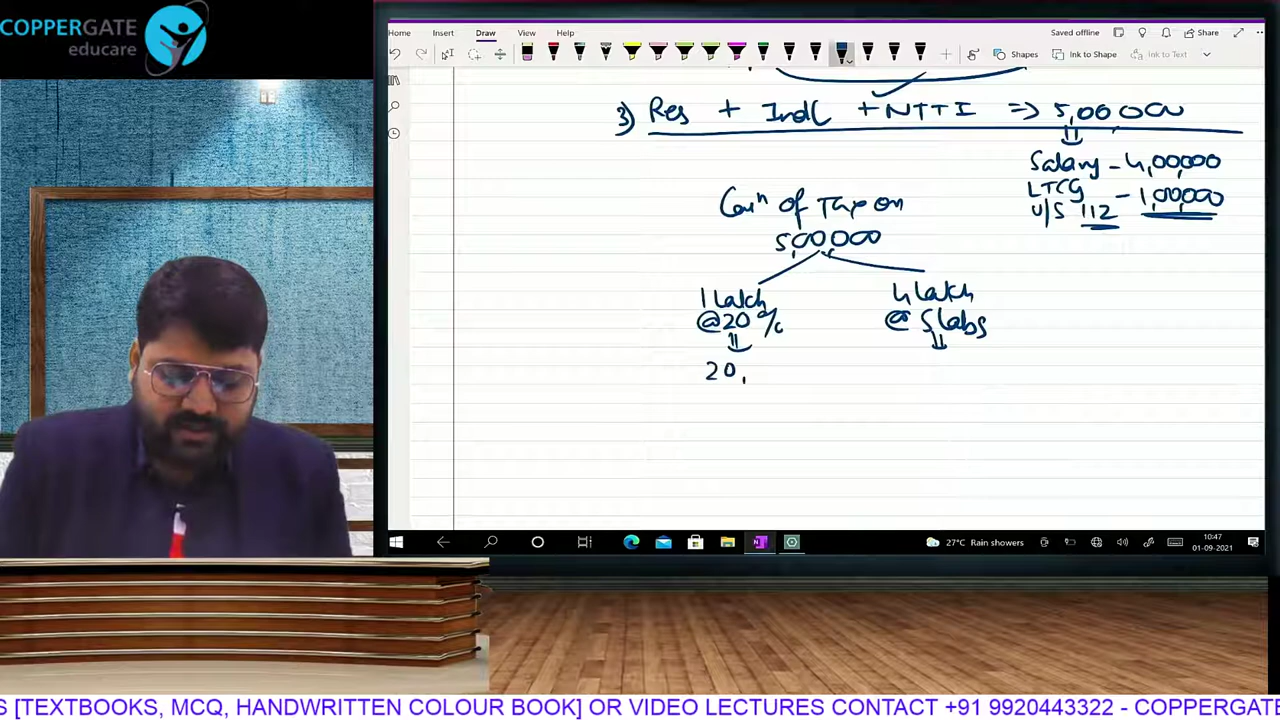 COPPERGATE
educare
Home Insert Draw View Help
Saved offline
Share
Shapes
Ink to Shape
Ink to Text
3) Res + Indl + NTTI => 5,00,000
Salary - 4,00,000
LTCG - 1,00,000
u/s 112
of Tax on
5,00,000
1 lakh
@20%
20,
4 lakh
@ Slabs
27°C Rain showers
10:47
01-09-2021
S [TEXTBOOKS, MCQ, HANDWRITTEN COLOUR BOOK] OR VIDEO LECTURES CONTACT +91 9920443322 - COPPERGATE